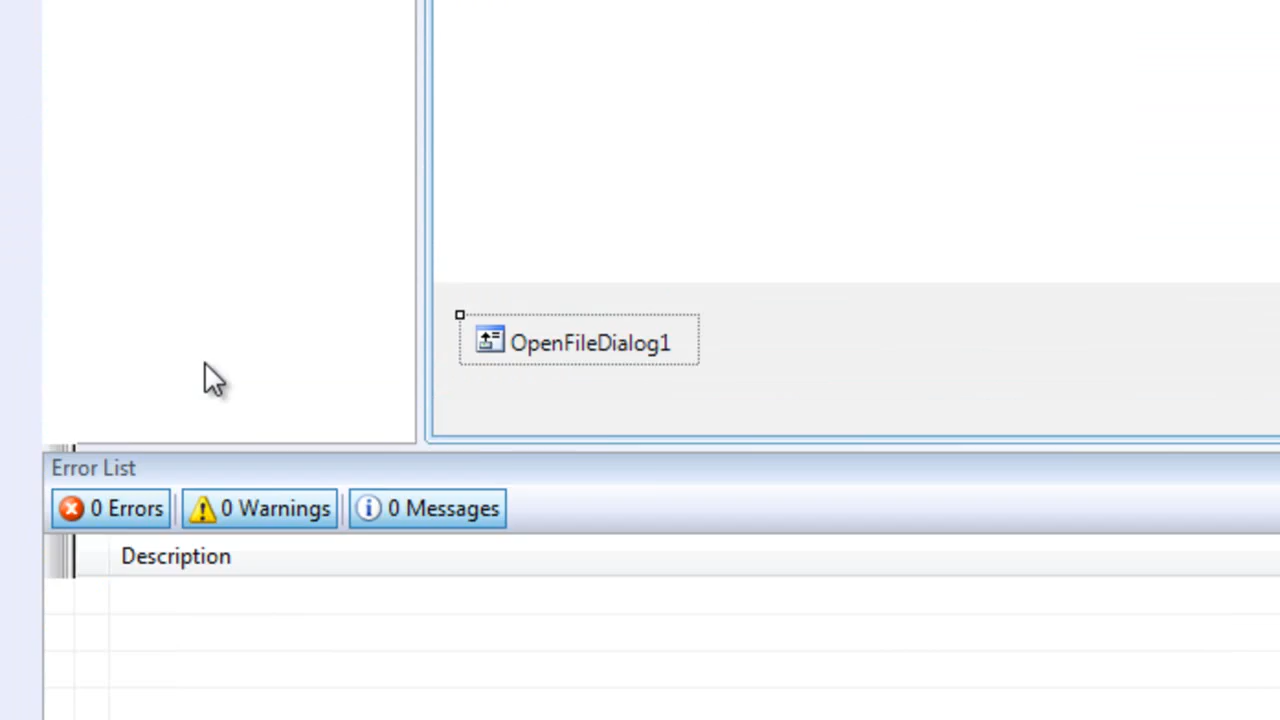 OpenFileDialog1
Error List
0 Errors
0 Warnings
0 Messages
Description